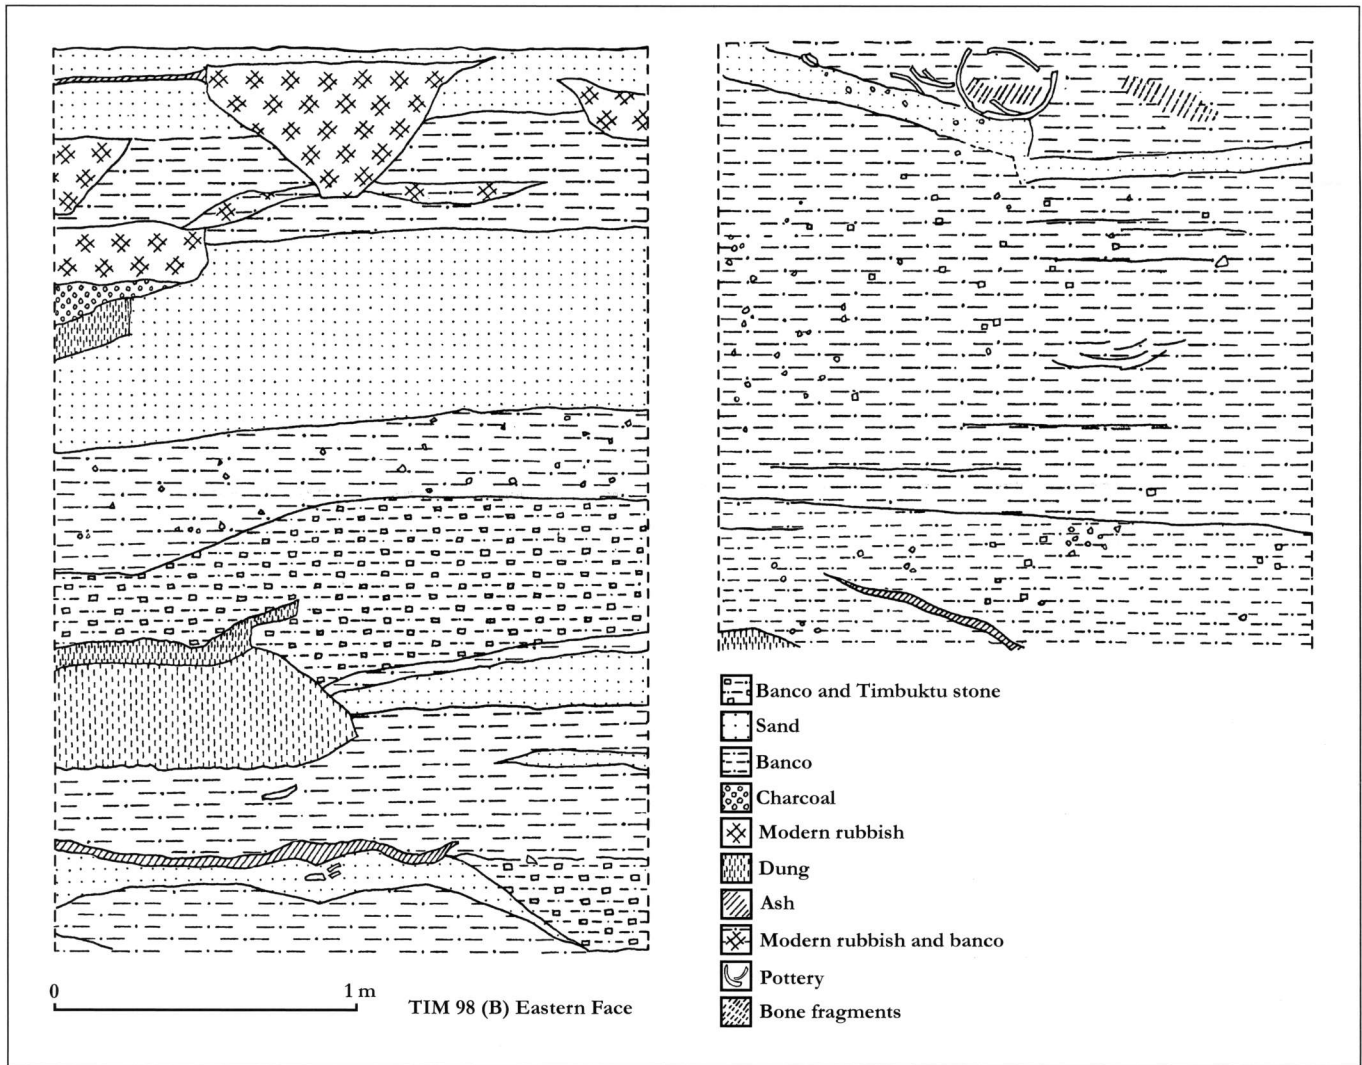 Banco and Timbuktu stone
Sand
Banco
Charcoal
Modern rubbish
Dung
Ash
Modern rubbish and banco
Pottery
Bone fragments
0 1 m
TIM 98 (B) Eastern Face